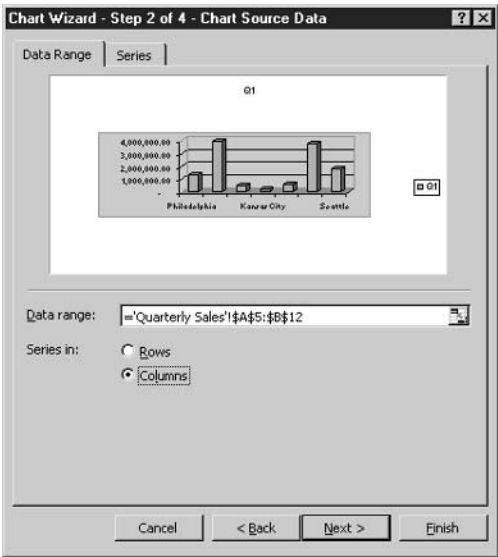 Chart Wizard - Step 2 of 4 - Chart Source Data
Data Range
Series
Q1
4,000,000.00
3,000,000.00
2,000,000.00
1,000,000.00
-
Philadelphia Kansas City Seattle
Q1
Data range:
='Quarterly Sales'!$A$5:$B$12
Series in:
Rows
Columns
Cancel
< Back
Next >
Finish